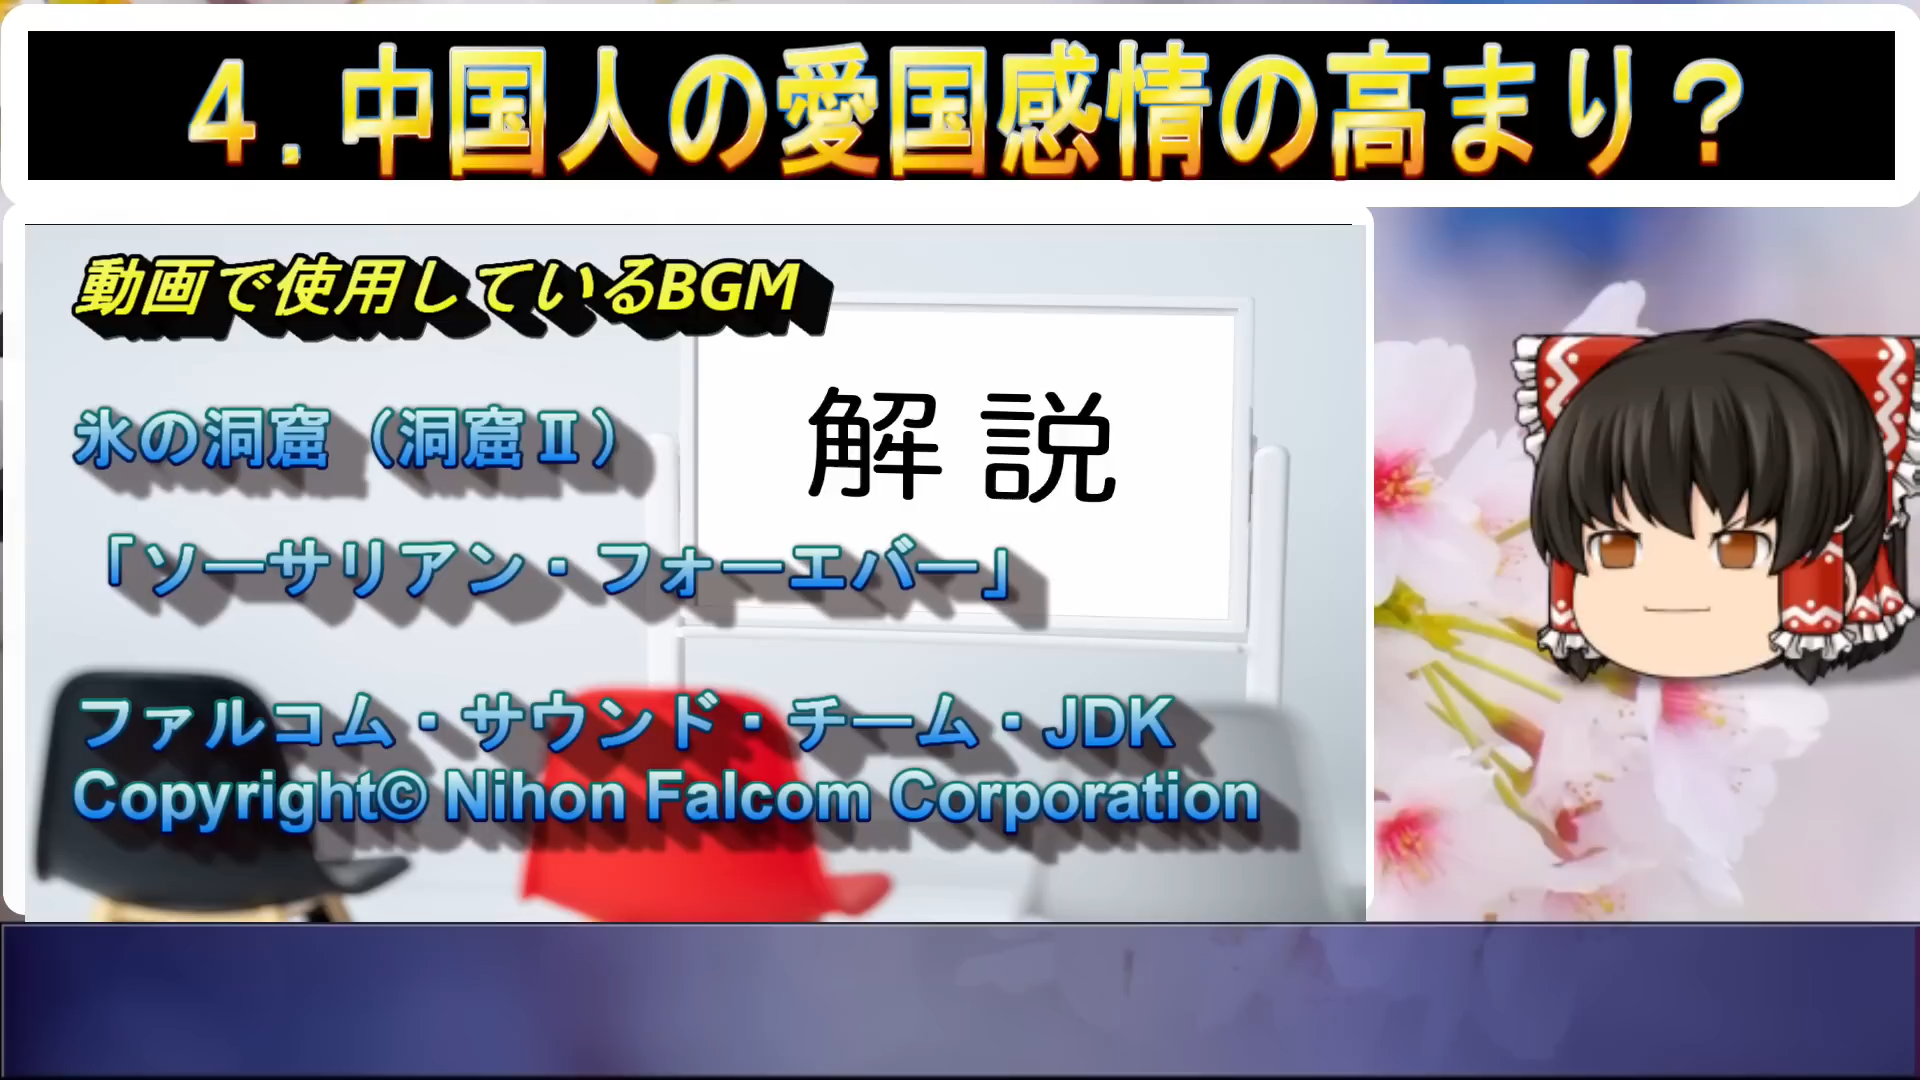 ４．中国人の愛国感情の高まり？
動画で使用しているBGM
解説
氷の洞窟（洞窟Ⅱ）
「ソーサリアン・フォーエバー」
ファルコム・サウンド・チーム・JDK
Copyright© Nihon Falcom Corporation